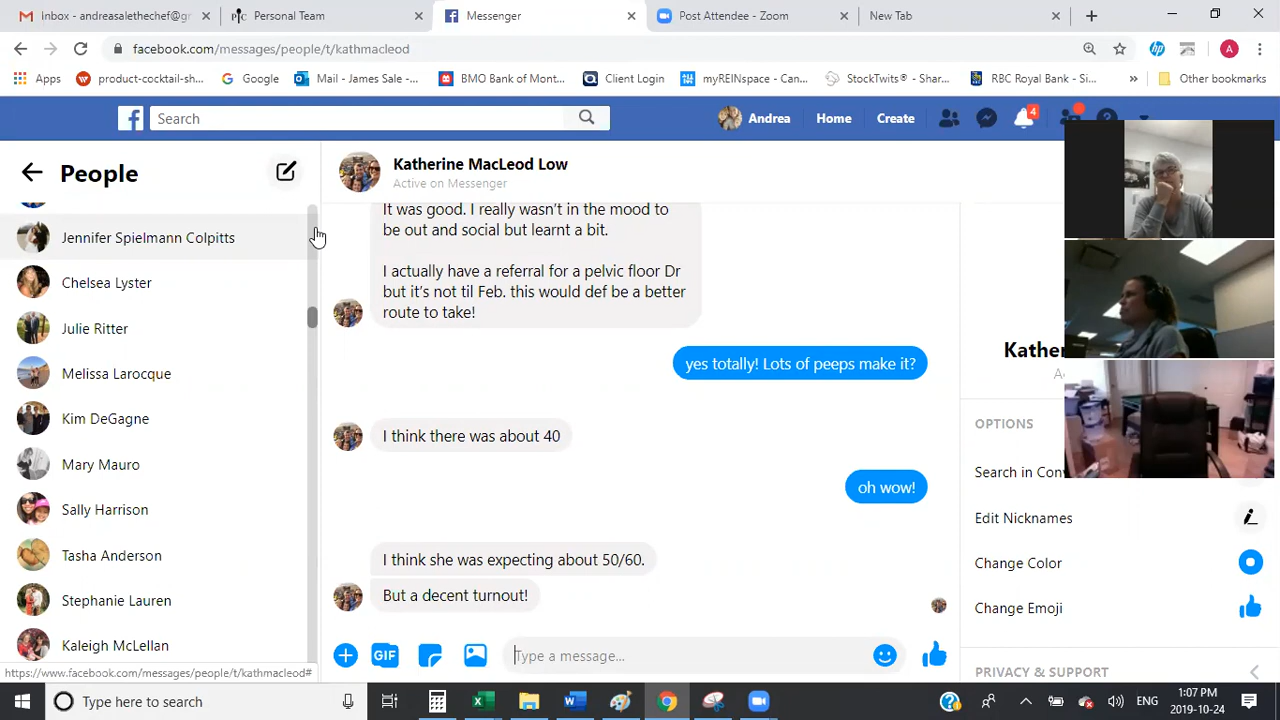 Inbox - andreasalethechef@gr
Personal Team
Messenger
Post Attendee - Zoom
New Tab
facebook.com/messages/people/t/kathmacleod
A
Apps
product-cocktail-sh...
Google
Mail - James Sale -...
BMO Bank of Mont...
Client Login
myREINspace - Can...
StockTwits® - Shar...
RBC Royal Bank - Si...
»
Other bookmarks
Search
Andrea
Home
Create
4
People
Katherine MacLeod Low
Active on Messenger
Jennifer Spielmann Colpitts
Chelsea Lyster
Julie Ritter
Melissa Larocque
Kim DeGagne
Mary Mauro
Sally Harrison
Tasha Anderson
Stephanie Lauren
Kaleigh McLellan
https://www.facebook.com/messages/people/t/kathmacleod#
It was good. I really wasn't in the mood to
be out and social but learnt a bit.
I actually have a referral for a pelvic floor Dr
but it's not til Feb. this would def be a better
route to take!
yes totally! Lots of peeps make it?
I think there was about 40
oh wow!
I think she was expecting about 50/60.
But a decent turnout!
GIF
Type a message...
OPTIONS
Edit Nicknames
Change Color
Change Emoji
PRIVACY & SUPPORT
Type here to search
ENG
1:07 PM
2019-10-24